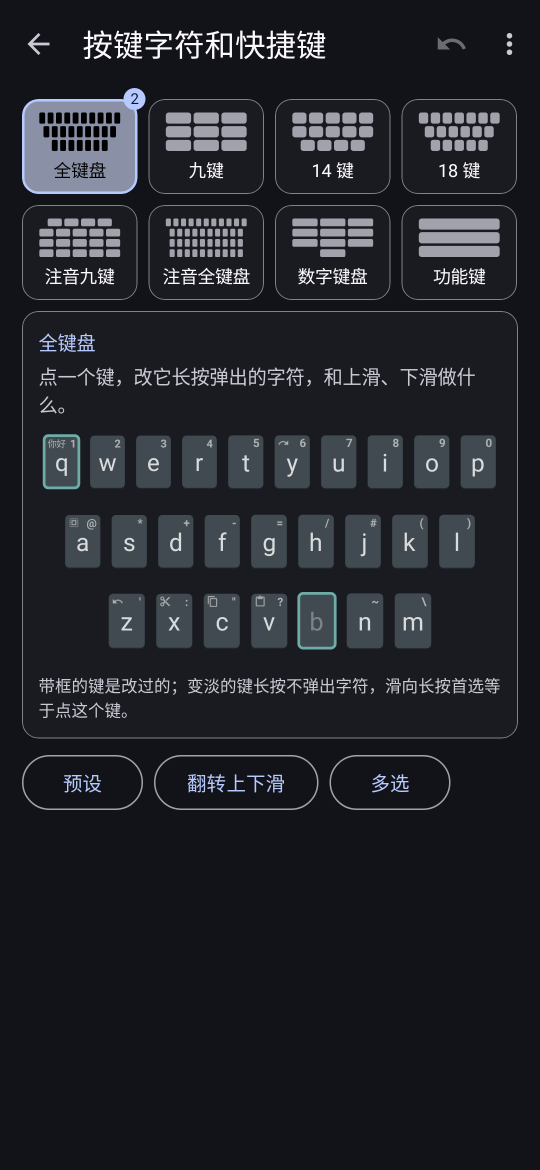 按键字符和快捷键
2
全键盘
九键
14 键
18 键
注音九键
注音全键盘
数字键盘
功能键
全键盘
点一个键，改它长按弹出的字符，和上滑、下滑做什
么。
你好 1 2 3 4 5 6 7 8 9 0
q w e r t y u i o p
@ * + - = / # ( )
a s d f g h j k l
' : " ? ~ \
z x c v b n m
带框的键是改过的；变淡的键长按不弹出字符，滑向长按首选等
于点这个键。
预设
翻转上下滑
多选